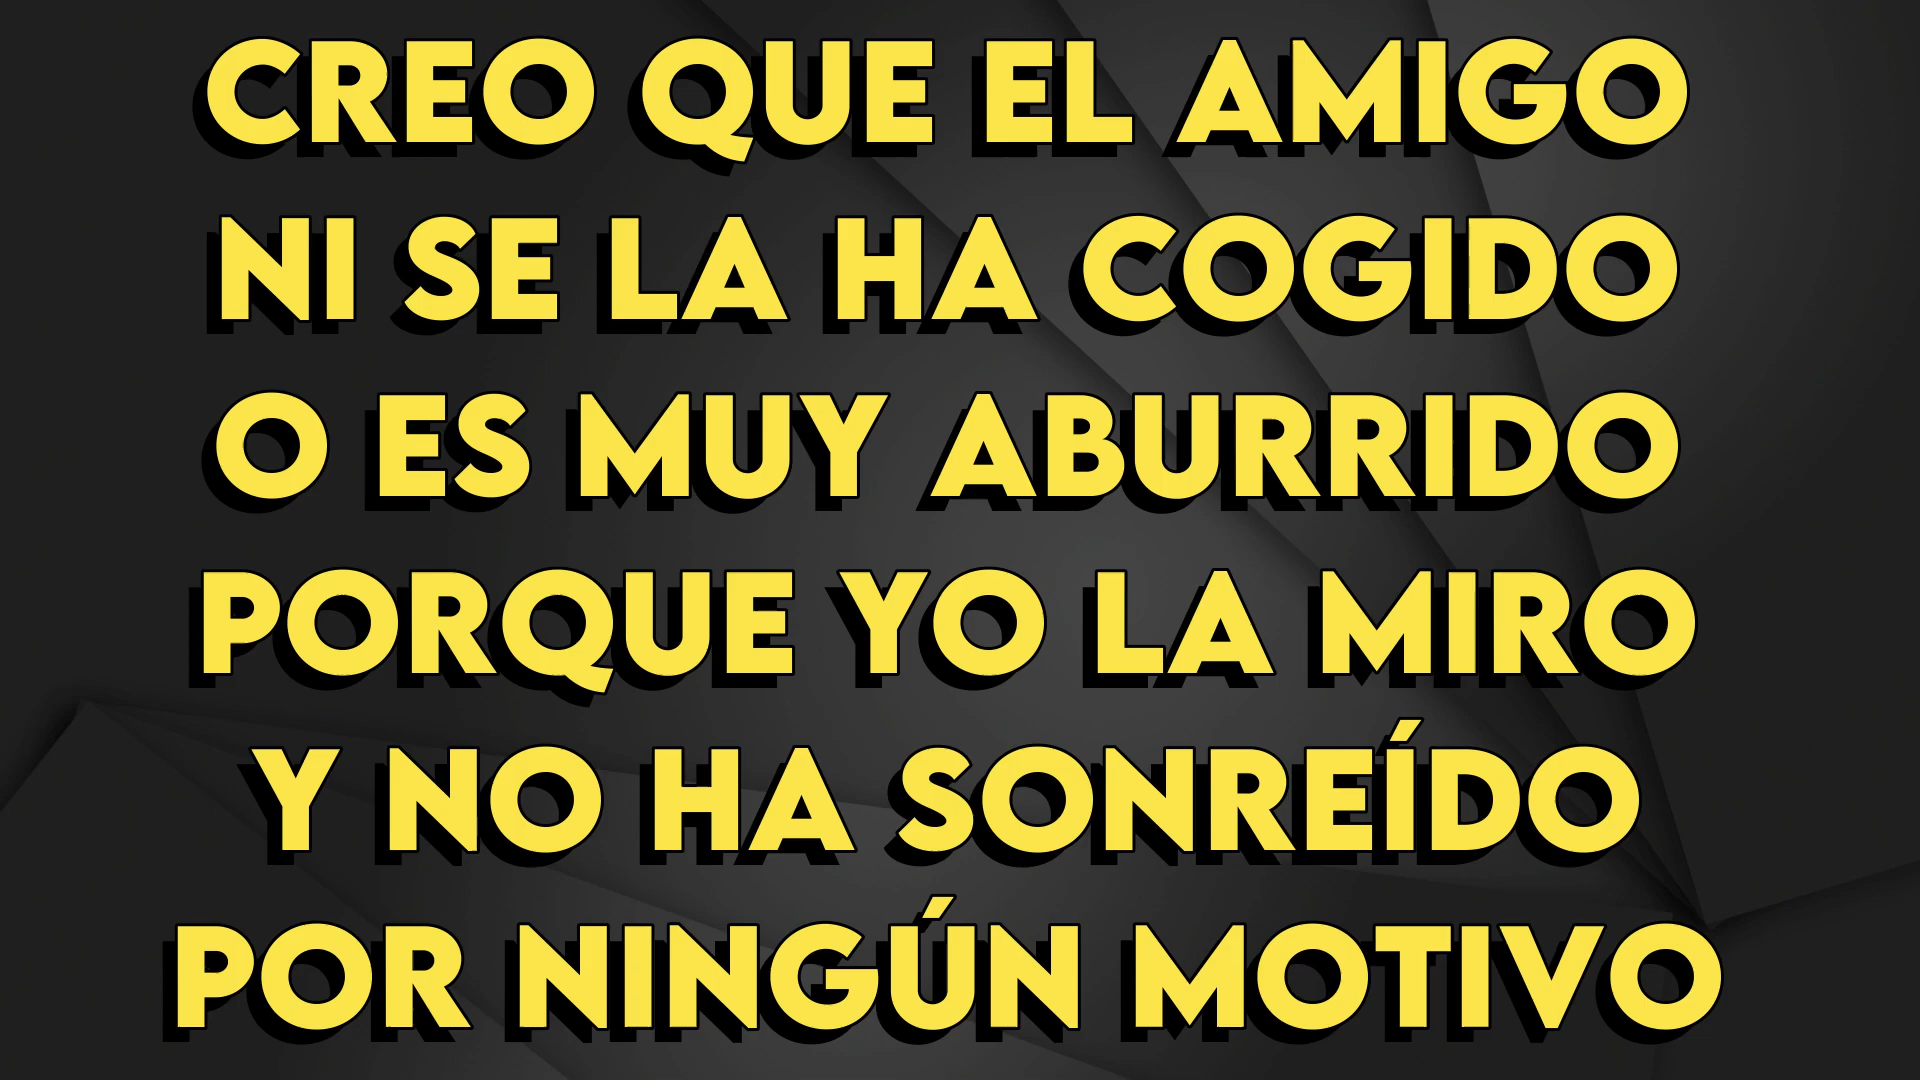 CREO QUE EL AMIGO
NI SE LA HA COGIDO
O ES MUY ABURRIDO
PORQUE YO LA MIRO
Y NO HA SONREÍDO
POR NINGÚN MOTIVO